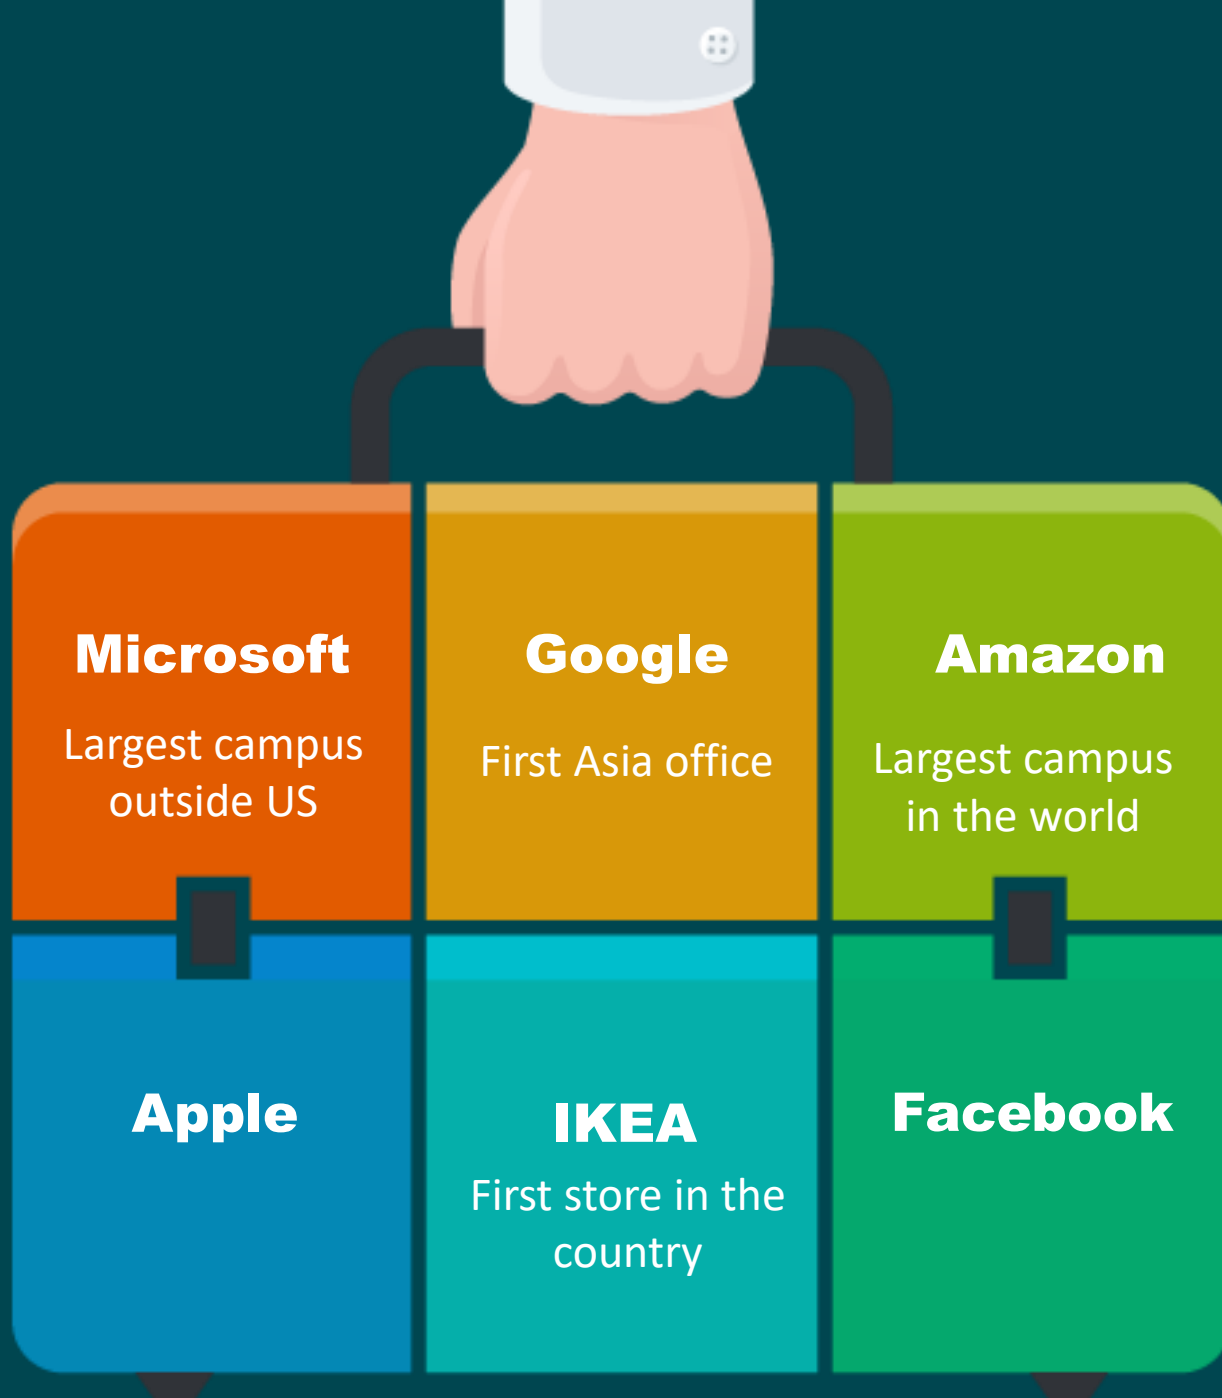 Microsoft
Largest campus
outside US
Google
First Asia office
Amazon
Largest campus
in the world
Apple
IKEA
First store in the
country
Facebook